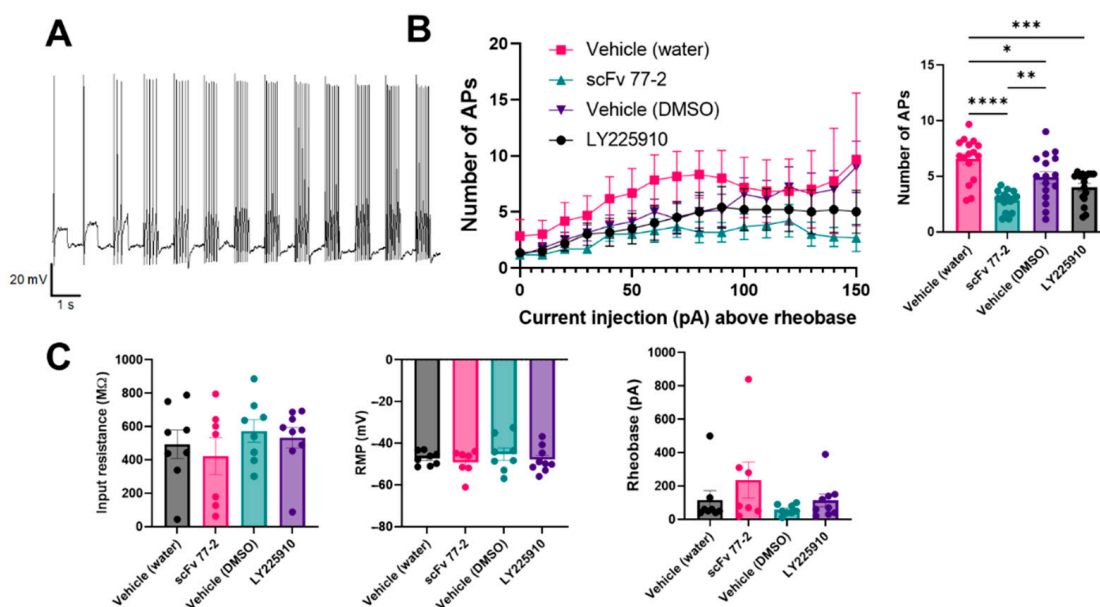 A
20 mV
1 s
B
20
15
10
5
0
Number of APs
Vehicle (water)
scFv 77-2
Vehicle (DMSO)
LY225910
0
50
100
150
Current injection (pA) above rheobase
***
*
**
****
15
10
5
0
Number of APs
Vehicle (water)
scFv 77-2
Vehicle (DMSO)
LY225910
C
1000
800
600
400
200
0
Input resistance (MΩ)
Vehicle (water)
scFv 77-2
Vehicle (DMSO)
LY225910
0
−20
−40
−60
−80
RMP (mV)
Vehicle (water)
scFv 77-2
Vehicle (DMSO)
LY225910
1000
800
600
400
200
0
Rheobase (pA)
Vehicle (water)
scFv 77-2
Vehicle (DMSO)
LY225910